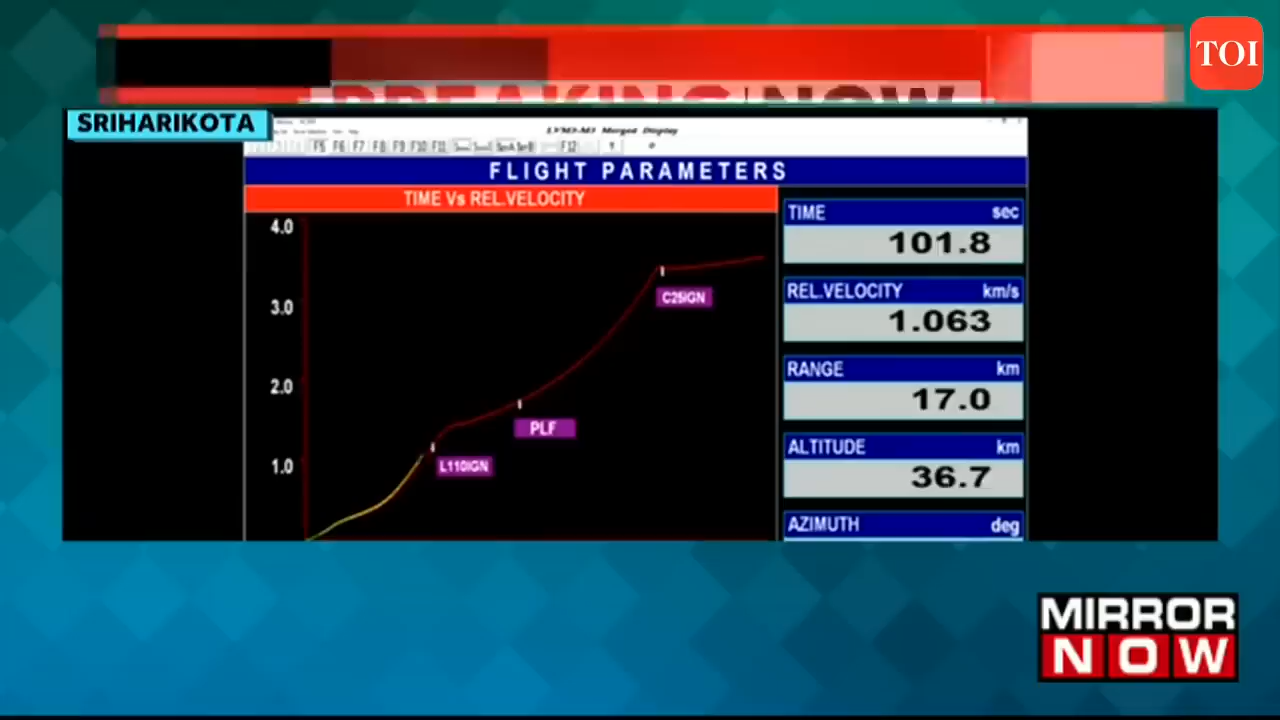 TOI
BREAKING NOW
SRIHARIKOTA
LVM3-M3 Merged Display
F5 F6 F7 F8 F9 F10 F11 F12
FLIGHT PARAMETERS
TIME Vs REL.VELOCITY
4.0
3.0
2.0
1.0
C25IGN
PLF
L110IGN
TIME sec
101.8
REL.VELOCITY km/s
1.063
RANGE km
17.0
ALTITUDE km
36.7
AZIMUTH deg
MIRROR
NOW